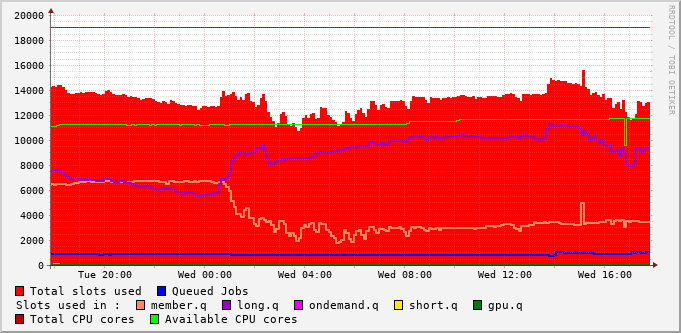 20000
18000
16000
14000
12000
10000
8000
6000
4000
2000
0
Tue 20:00 Wed 00:00 Wed 04:00 Wed 08:00 Wed 12:00 Wed 16:00
Total slots used Queued Jobs
Slots used in : member.q long.q ondemand.q short.q gpu.q
Total CPU cores Available CPU cores
RRDTOOL / TOBI OETIKER